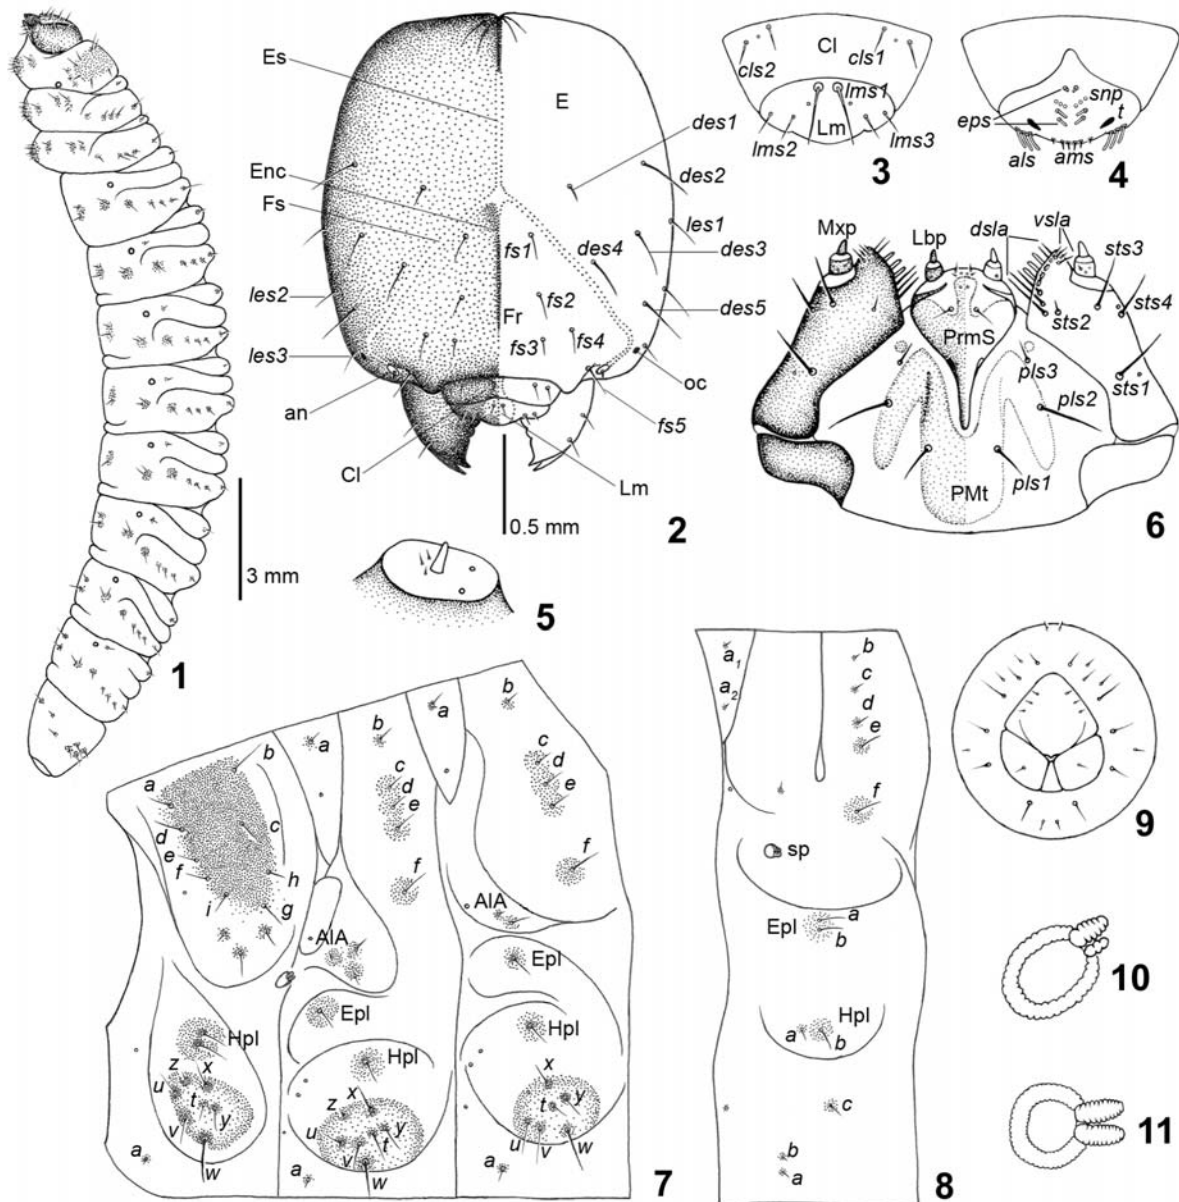 Es
Enc
Fs
les2
les3
an
Cl
E
des1
des2
les1
des3
des4
des5
fs1
fs2
Fr
fs3
fs4
oc
fs5
Lm
0.5 mm
2
3 mm
1
5
cls2
Cl
cls1
lms1
Lm
lms2
lms3
3
snp
eps
t
als
ams
4
Mxp
Lbp
dsla
vsla
sts3
sts4
sts2
PrmS
pls3
sts1
pls2
pls1
PMt
6
a
b
a
b
a
b
c
d
e
f
c
d
e
f
a
d
e
f
i
c
h
g
AlA
AlA
Epl
Epl
Hpl
Hpl
Hpl
z
x
u
t
y
v
w
a
z
x
u
t
y
v
w
a
x
y
t
u
v
w
a
7
a1
a2
b
c
d
e
f
sp
Epl
a
b
Hpl
a
b
c
b
a
8
9
10
11